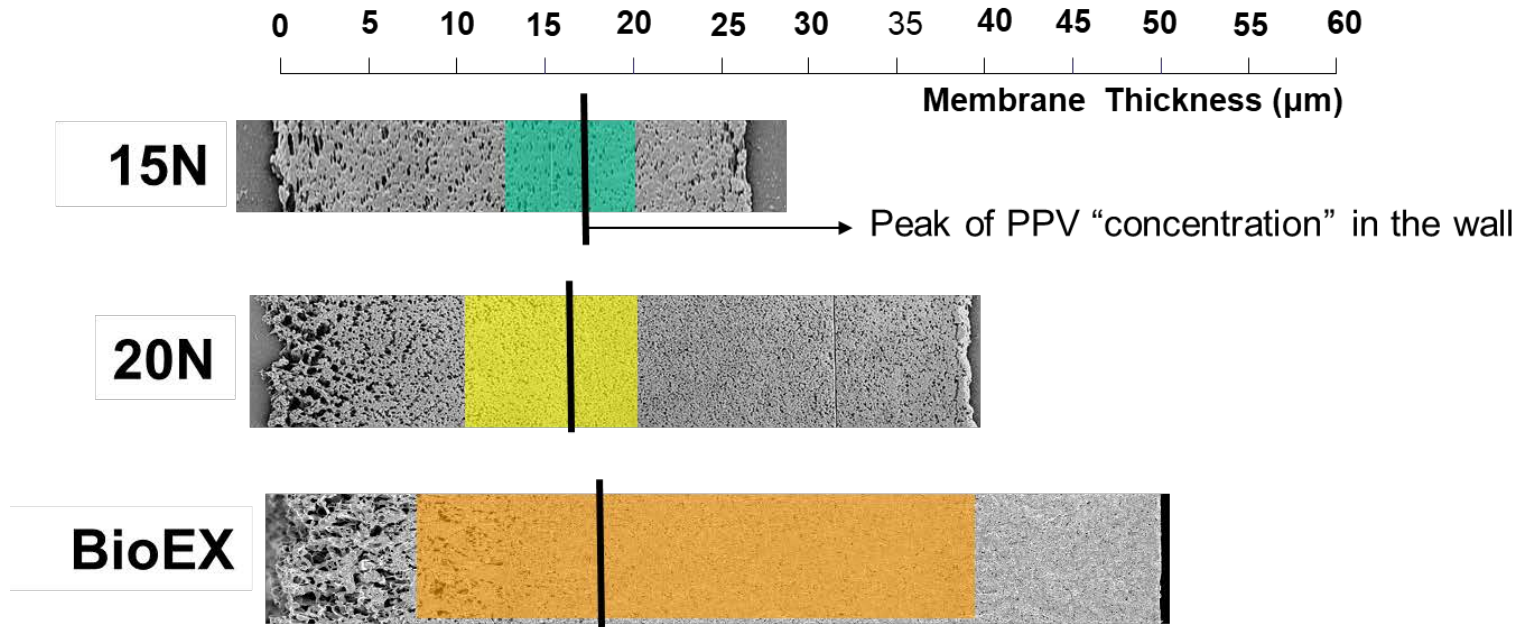 0 5 10 15 20 25 30 35 40 45 50 55 60
Membrane Thickness (µm)
15N
Peak of PPV “concentration” in the wall
20N
BioEX